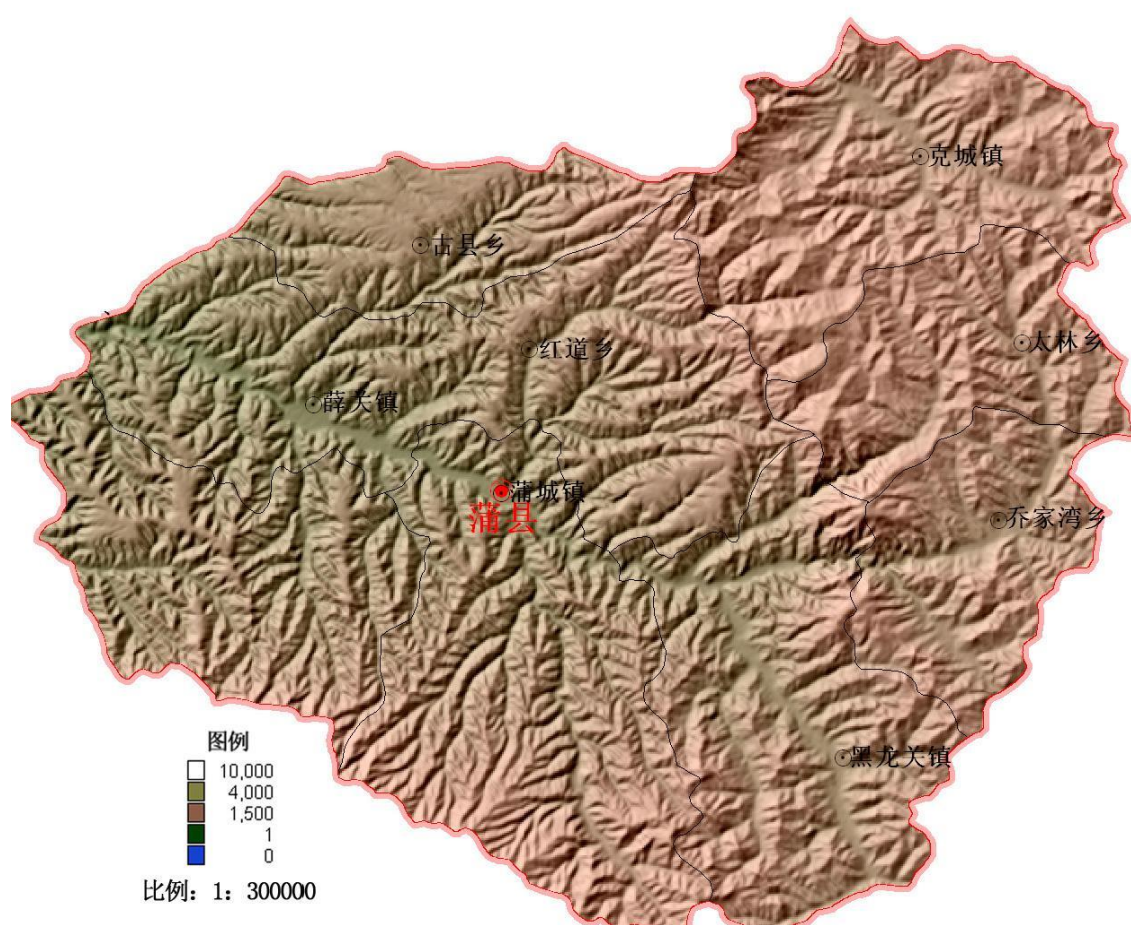 克城镇
古县乡
太林乡
红道乡
薛关镇
蒲城镇
蒲县
乔家湾乡
黑龙关镇
图例
10,000
4,000
1,500
1
0
比例：1：300000